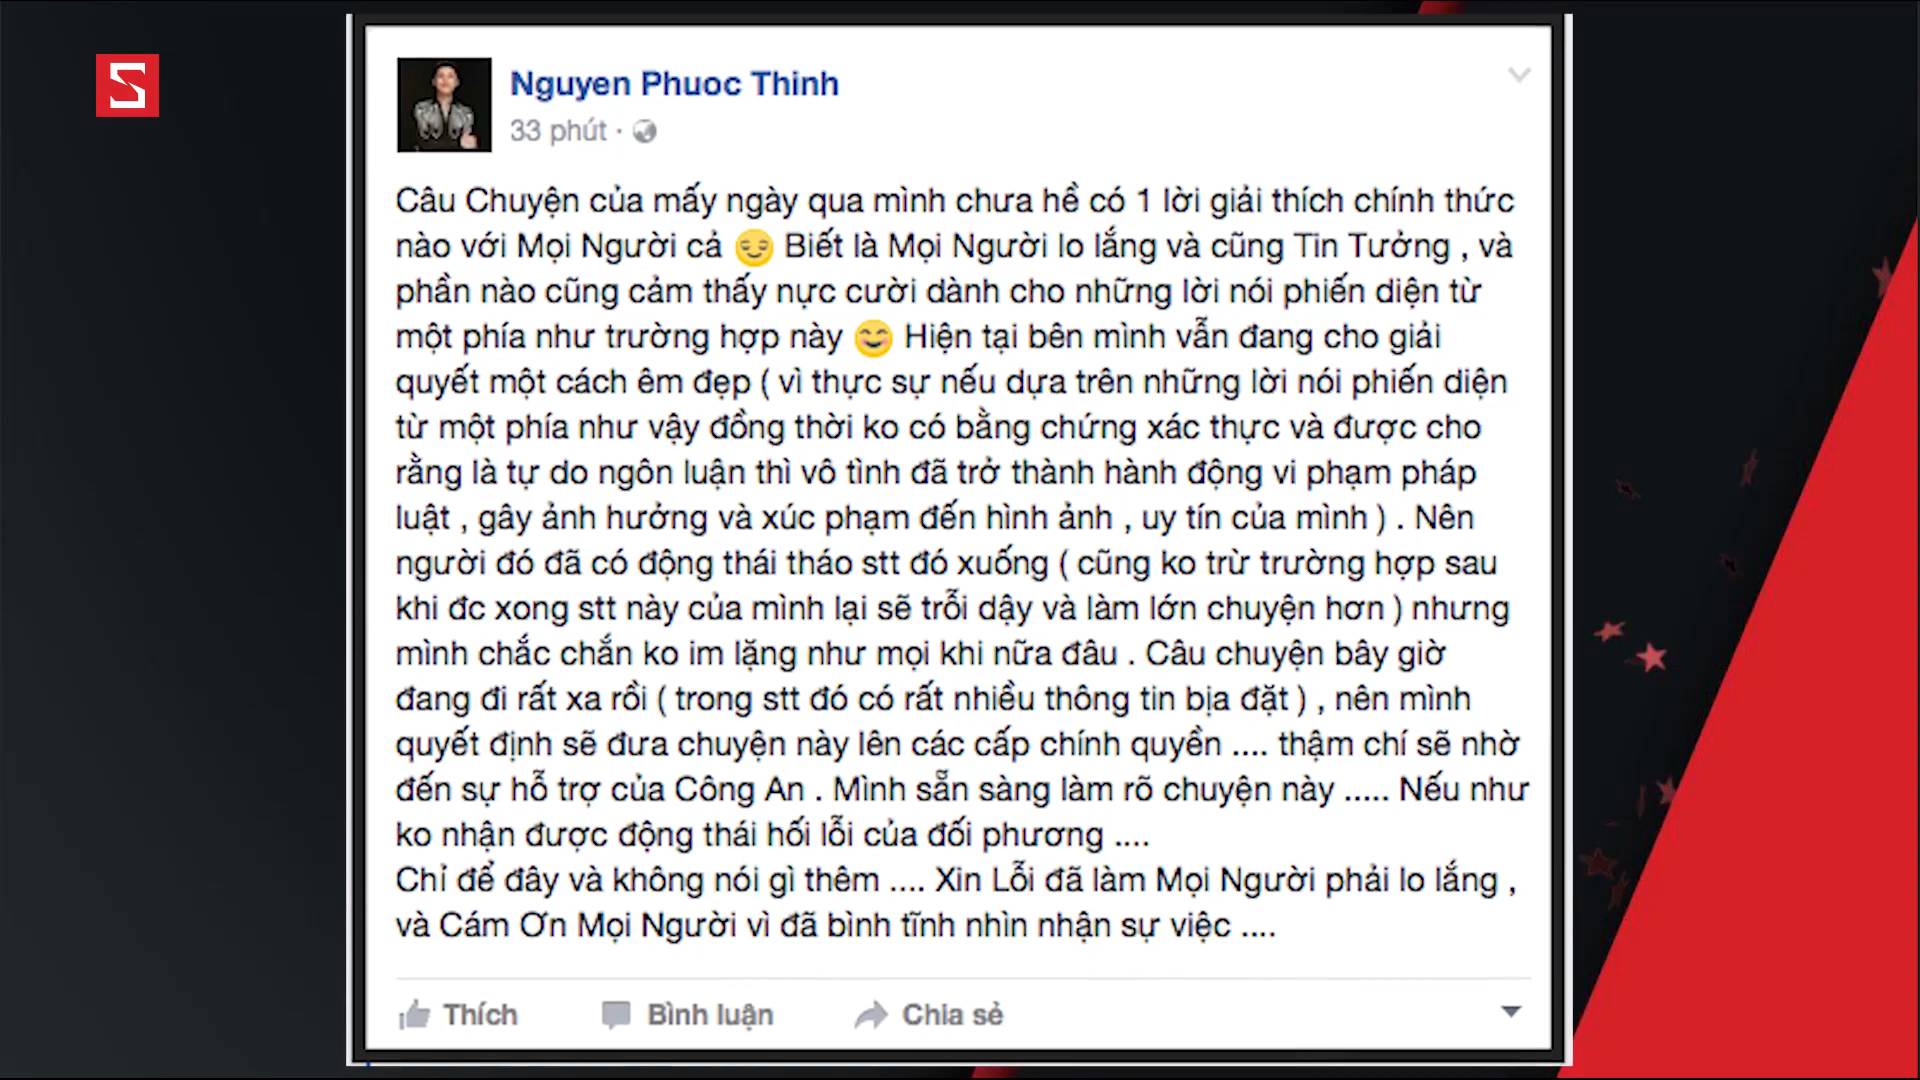 S
Nguyen Phuoc Thinh
33 phút ·
Câu Chuyện của mấy ngày qua mình chưa hề có 1 lời giải thích chính thức
nào với Mọi Người cả 😏 Biết là Mọi Người lo lắng và cũng Tin Tưởng , và
phần nào cũng cảm thấy nực cười dành cho những lời nói phiến diện từ
một phía như trường hợp này 😊 Hiện tại bên mình vẫn đang cho giải
quyết một cách êm đẹp ( vì thực sự nếu dựa trên những lời nói phiến diện
từ một phía như vậy đồng thời ko có bằng chứng xác thực và được cho
rằng là tự do ngôn luận thì vô tình đã trở thành hành động vi phạm pháp
luật , gây ảnh hưởng và xúc phạm đến hình ảnh , uy tín của mình ) . Nên
người đó đã có động thái tháo stt đó xuống ( cũng ko trừ trường hợp sau
khi đc xong stt này của mình lại sẽ trỗi dậy và làm lớn chuyện hơn ) nhưng
mình chắc chắn ko im lặng như mọi khi nữa đâu . Câu chuyện bây giờ
đang đi rất xa rồi ( trong stt đó có rất nhiều thông tin bịa đặt ) , nên mình
quyết định sẽ đưa chuyện này lên các cấp chính quyền .... thậm chí sẽ nhờ
đến sự hỗ trợ của Công An . Mình sẵn sàng làm rõ chuyện này ..... Nếu như
ko nhận được động thái hối lỗi của đối phương ....
Chỉ để đây và không nói gì thêm .... Xin Lỗi đã làm Mọi Người phải lo lắng ,
và Cám Ơn Mọi Người vì đã bình tĩnh nhìn nhận sự việc ....
Thích Bình luận Chia sẻ